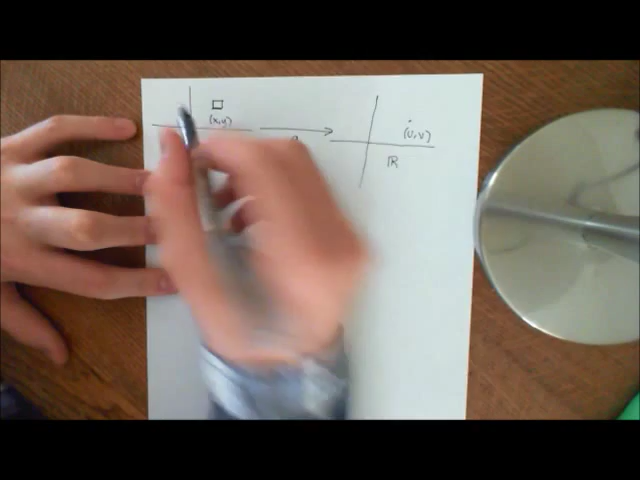 (x,y)
(u,v)
ℝ